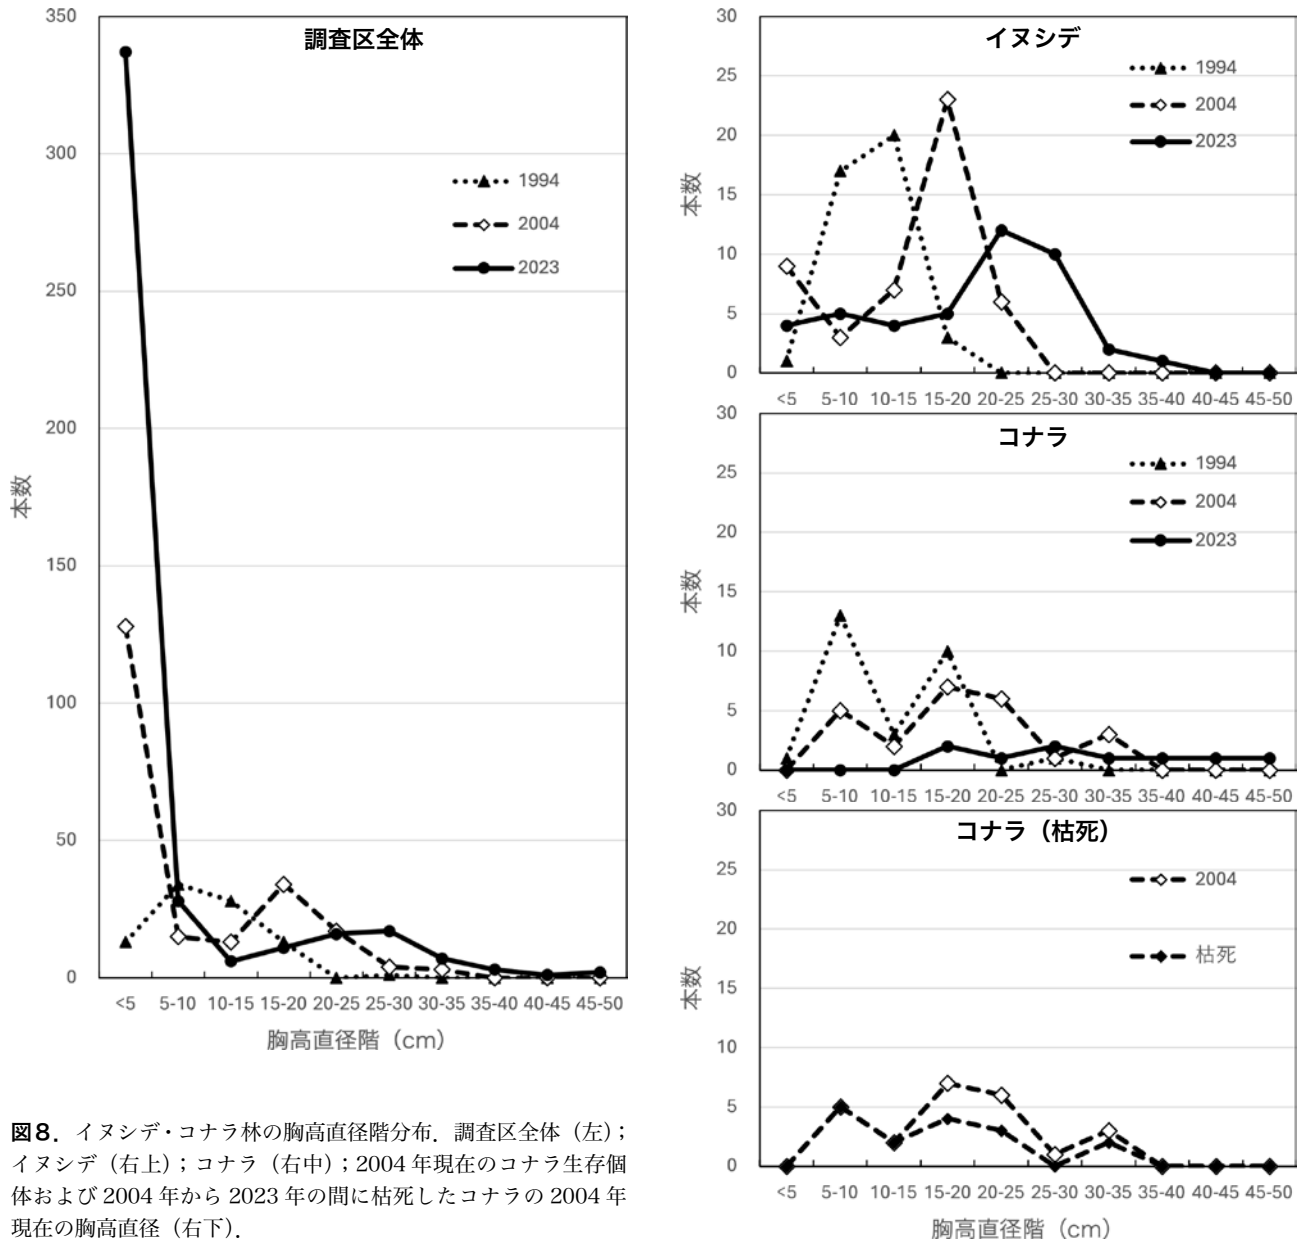 調査区全体
350
300
250
200
150
100
50
0
本数
1994
2004
2023
<5 5-10 10-15 15-20 20-25 25-30 30-35 35-40 40-45 45-50
胸高直径階（cm）
イヌシデ
30
25
20
15
10
5
0
本数
1994
2004
2023
<5 5-10 10-15 15-20 20-25 25-30 30-35 35-40 40-45 45-50
コナラ
30
25
20
15
10
5
0
本数
1994
2004
2023
<5 5-10 10-15 15-20 20-25 25-30 30-35 35-40 40-45 45-50
コナラ（枯死）
30
25
20
15
10
5
0
本数
2004
枯死
<5 5-10 10-15 15-20 20-25 25-30 30-35 35-40 40-45 45-50
胸高直径階（cm）
図8．イヌシデ・コナラ林の胸高直径階分布．調査区全体（左）；
イヌシデ（右上）；コナラ（右中）；2004 年現在のコナラ生存個
体および 2004 年から 2023 年の間に枯死したコナラの 2004 年
現在の胸高直径（右下）．